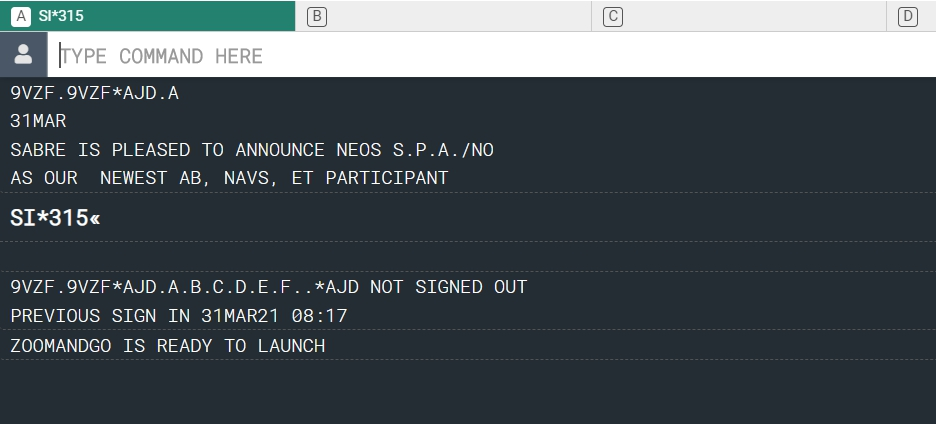 A SI*315 B C D
TYPE COMMAND HERE
9VZF.9VZF*AJD.A
31MAR
SABRE IS PLEASED TO ANNOUNCE NEOS S.P.A./NO
AS OUR  NEWEST AB, NAVS, ET PARTICIPANT
SI*315«
9VZF.9VZF*AJD.A.B.C.D.E.F..*AJD NOT SIGNED OUT
PREVIOUS SIGN IN 31MAR21 08:17
ZOOMANDGO IS READY TO LAUNCH